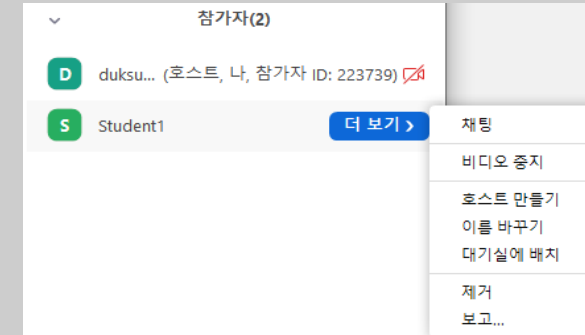 참가자(2)
D duksu... (호스트, 나, 참가자 ID: 223739)
S Student1 더 보기 >
채팅
비디오 중지
호스트 만들기
이름 바꾸기
대기실에 배치
제거
보고...